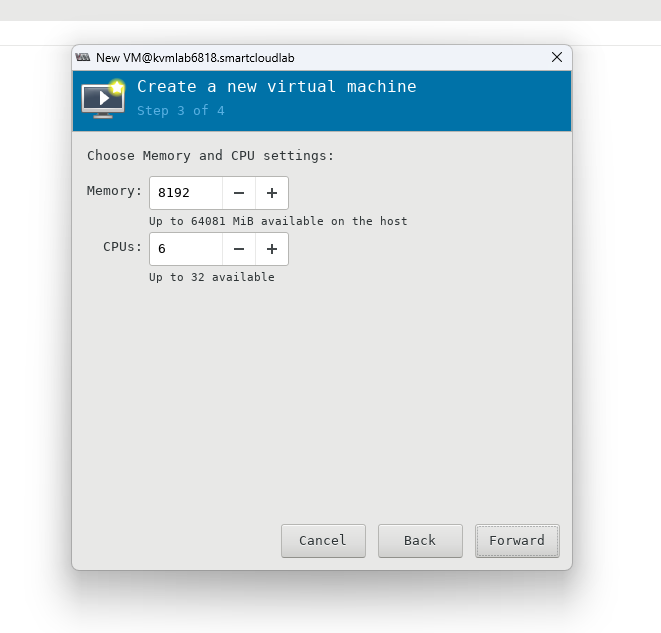 New VM@kvmlab6818.smartcloudlab
Create a new virtual machine
Step 3 of 4
Choose Memory and CPU settings:
Memory: 8192
Up to 64081 MiB available on the host
CPUs: 6
Up to 32 available
Cancel Back Forward